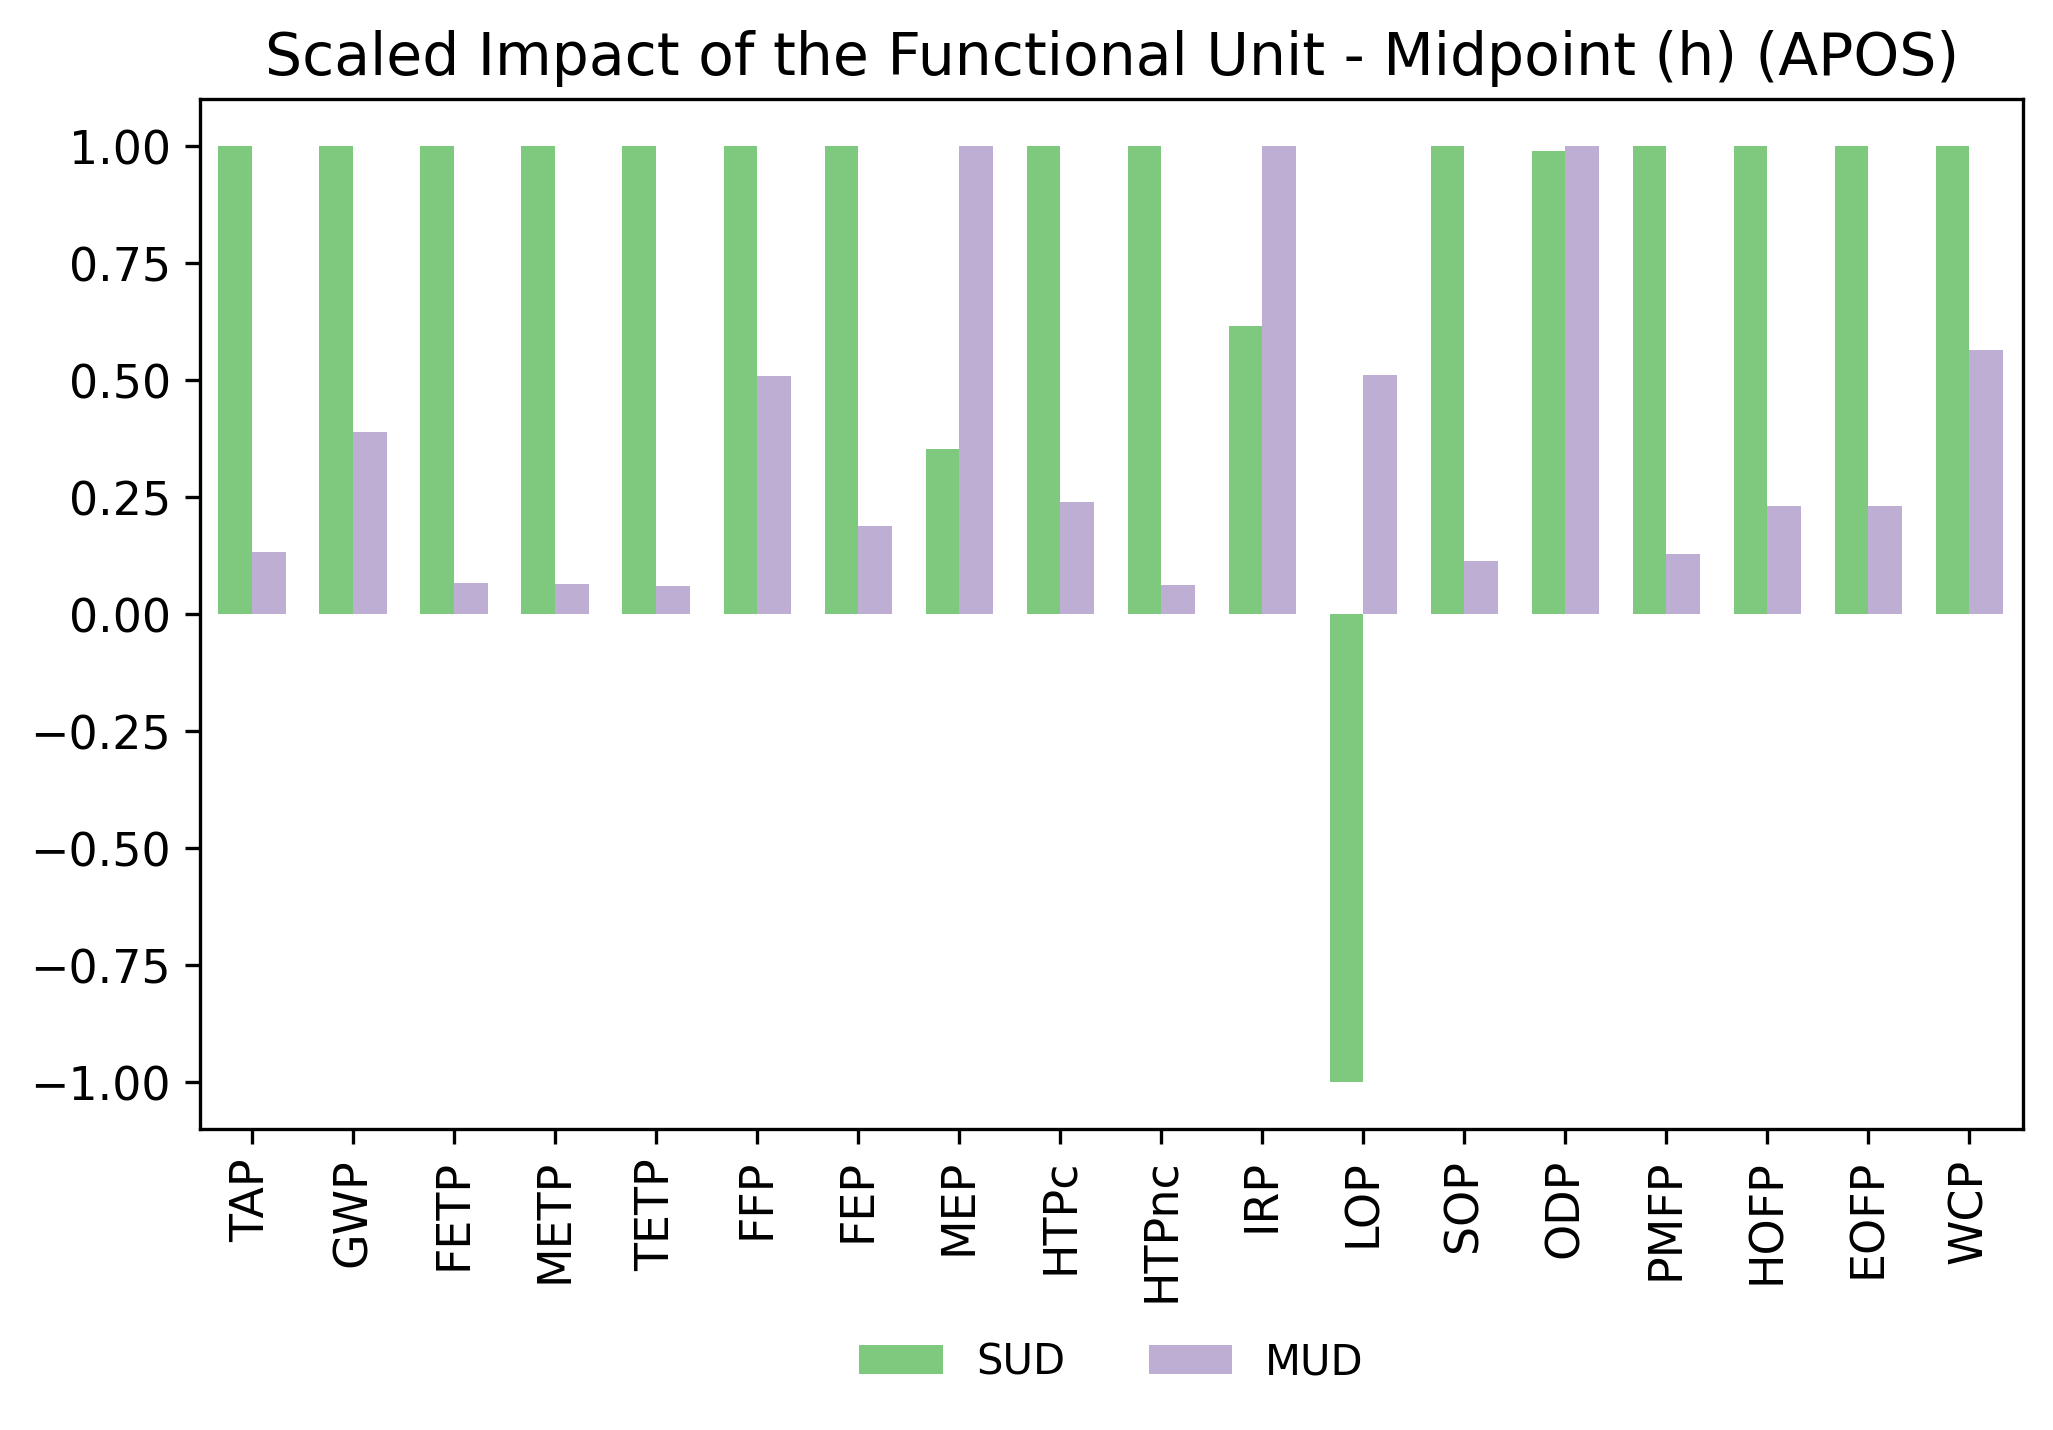 Scaled Impact of the Functional Unit - Midpoint (h) (APOS)
1.00
0.75
0.50
0.25
0.00
−0.25
−0.50
−0.75
−1.00
TAP
GWP
FETP
METP
TETP
FFP
FEP
MEP
HTPc
HTPnc
IRP
LOP
SOP
ODP
PMFP
HOFP
EOFP
WCP
SUD
MUD